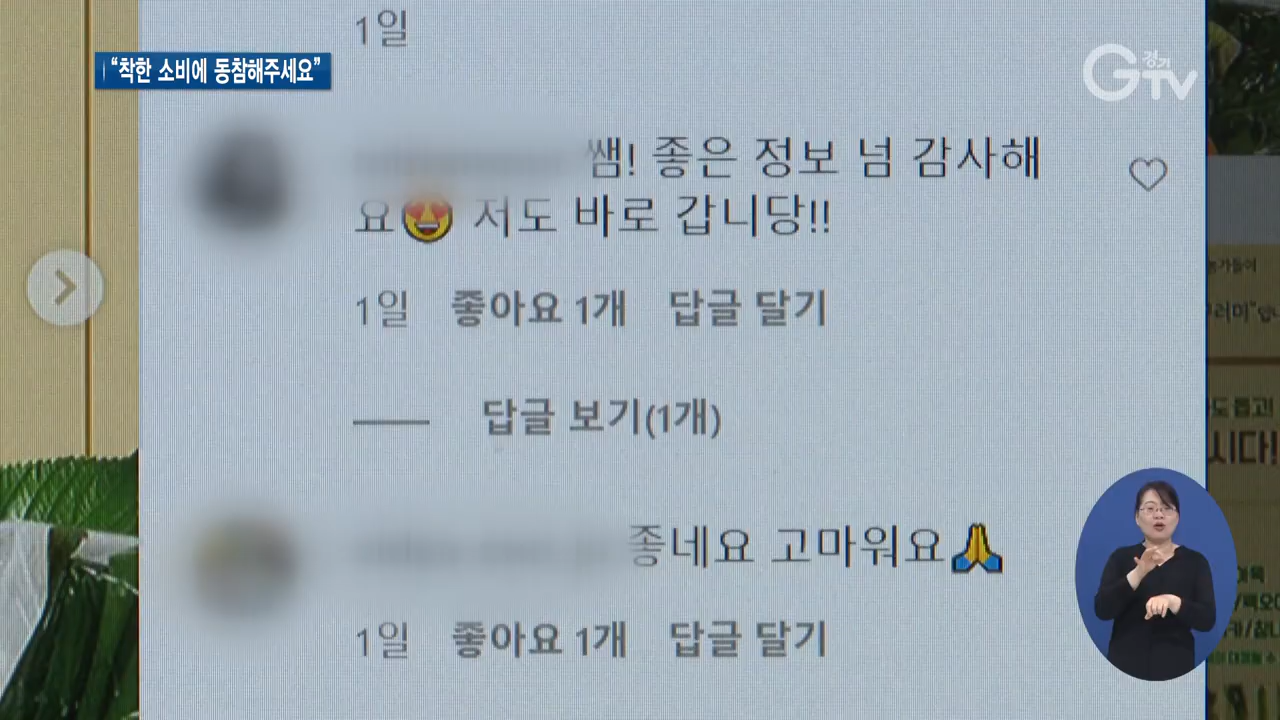 1일
“착한 소비에 동참해주세요”
경기
GTV
쌤! 좋은 정보 넘 감사해
요😍 저도 바로 갑니당!!
1일 좋아요 1개 답글 달기
답글 보기(1개)
좋네요 고마워요🙏
1일 좋아요 1개 답글 달기
시다!